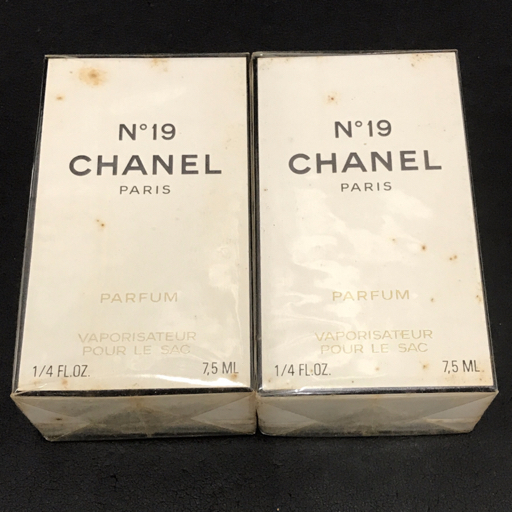 N°19
CHANEL
PARIS
PARFUM
VAPORISATEUR
POUR LE SAC
1/4 FL.OZ. 7,5 ML
N°19
CHANEL
PARIS
PARFUM
VAPORISATEUR
POUR LE SAC
1/4 FL.OZ. 7,5 ML